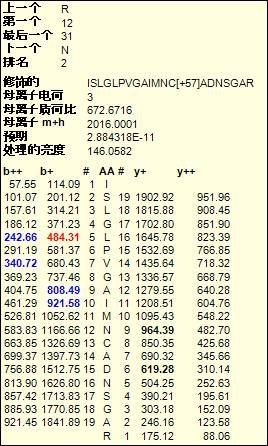 上一个 R
第一个 12
最后一个 31
下一个 N
排名 2
修饰的 ISLGLPVGAIMNC[+57]ADNSGAR
母离子电荷 3
母离子质荷比 672.6716
母离子 m+h 2016.0001
预期 2.884318E-11
处理的亮度 146.0582
b++ b+ # AA # y+ y++
57.55 114.09 1 I
101.07 201.12 2 S 19 1902.92 951.96
157.61 314.21 3 L 18 1815.88 908.45
186.12 371.23 4 G 17 1702.80 851.90
242.66 484.31 5 L 16 1645.78 823.39
291.19 581.37 6 P 15 1532.69 766.85
340.72 680.43 7 V 14 1435.64 718.32
369.23 737.46 8 G 13 1336.57 668.79
404.75 808.49 9 A 12 1279.55 640.28
461.29 921.58 10 I 11 1208.51 604.76
526.81 1052.62 11 M 10 1095.43 548.22
583.83 1166.66 12 N 9 964.39 482.70
663.85 1326.69 13 C 8 850.35 425.68
699.37 1397.73 14 A 7 690.32 345.66
756.88 1512.75 15 D 6 619.28 310.14
813.90 1626.80 16 N 5 504.25 252.63
857.42 1713.83 17 S 4 390.21 195.61
885.93 1770.85 18 G 3 303.18 152.09
921.45 1841.89 19 A 2 246.16 123.58
R 1 175.12 88.06